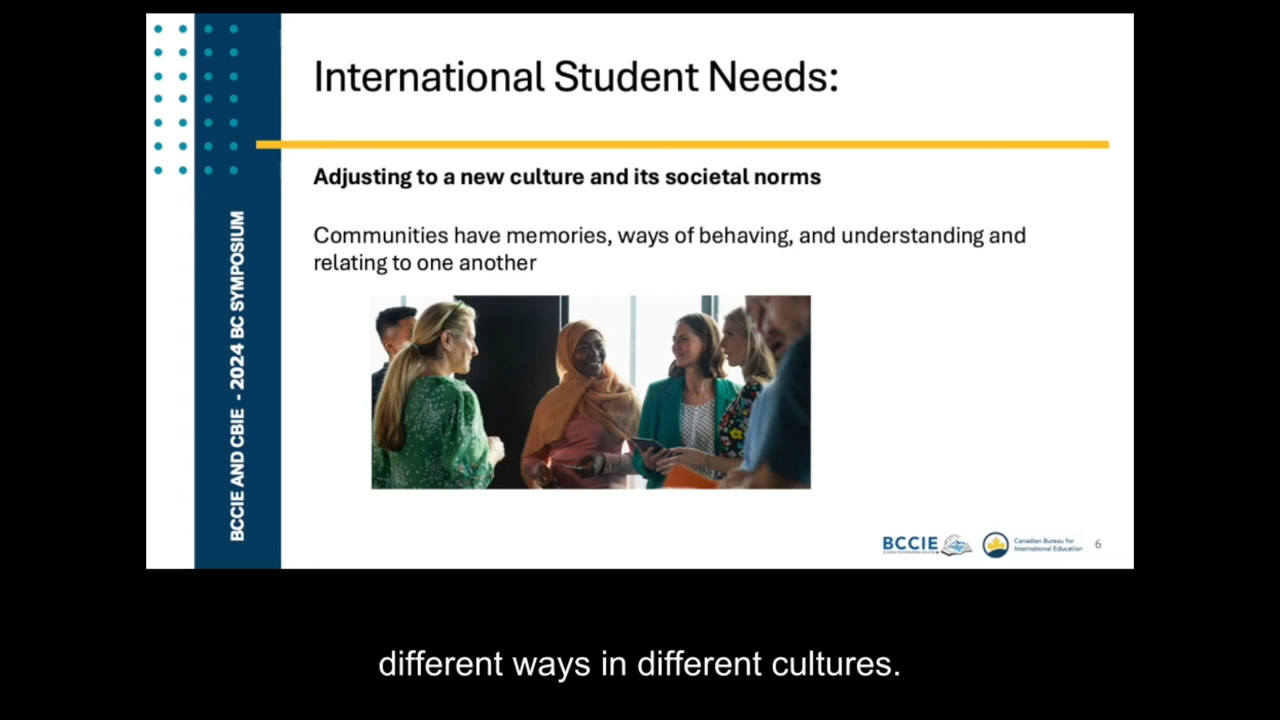 International Student Needs:
Adjusting to a new culture and its societal norms
Communities have memories, ways of behaving, and understanding and
relating to one another
BCCIE AND CBIE - 2024 BC SYMPOSIUM
BCCIE
Canadian Bureau for
International Education
6
different ways in different cultures.